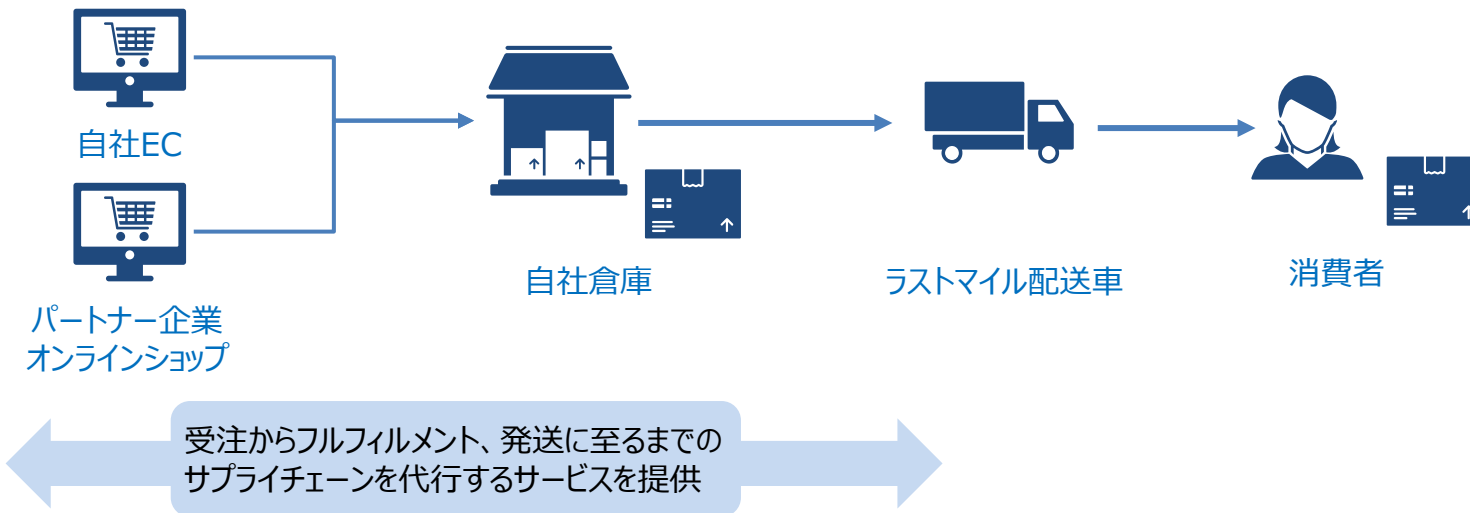 自社EC
パートナー企業
オンラインショップ
自社倉庫
ラストマイル配送車
消費者
受注からフルフィルメント、発送に至るまでの
サプライチェーンを代行するサービスを提供